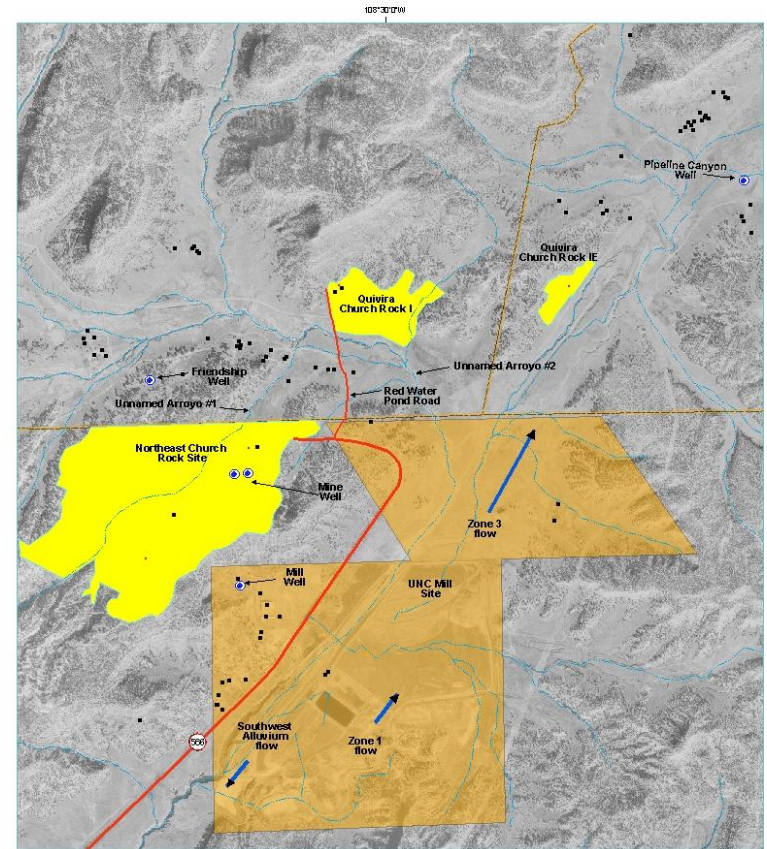 108°30'0"W
Pipeline Canyon
Well
Quivira
Church Rock IE
Quivira
Church Rock I
Unnamed Arroyo #2
Friendship
Well
Red Water
Pond Road
Unnamed Arroyo #1
Northeast Church
Rock Site
Mine
Well
Zone 3
flow
Mill
Well
UNC Mill
Site
Southwest
Alluvium
flow
Zone 1
flow
566